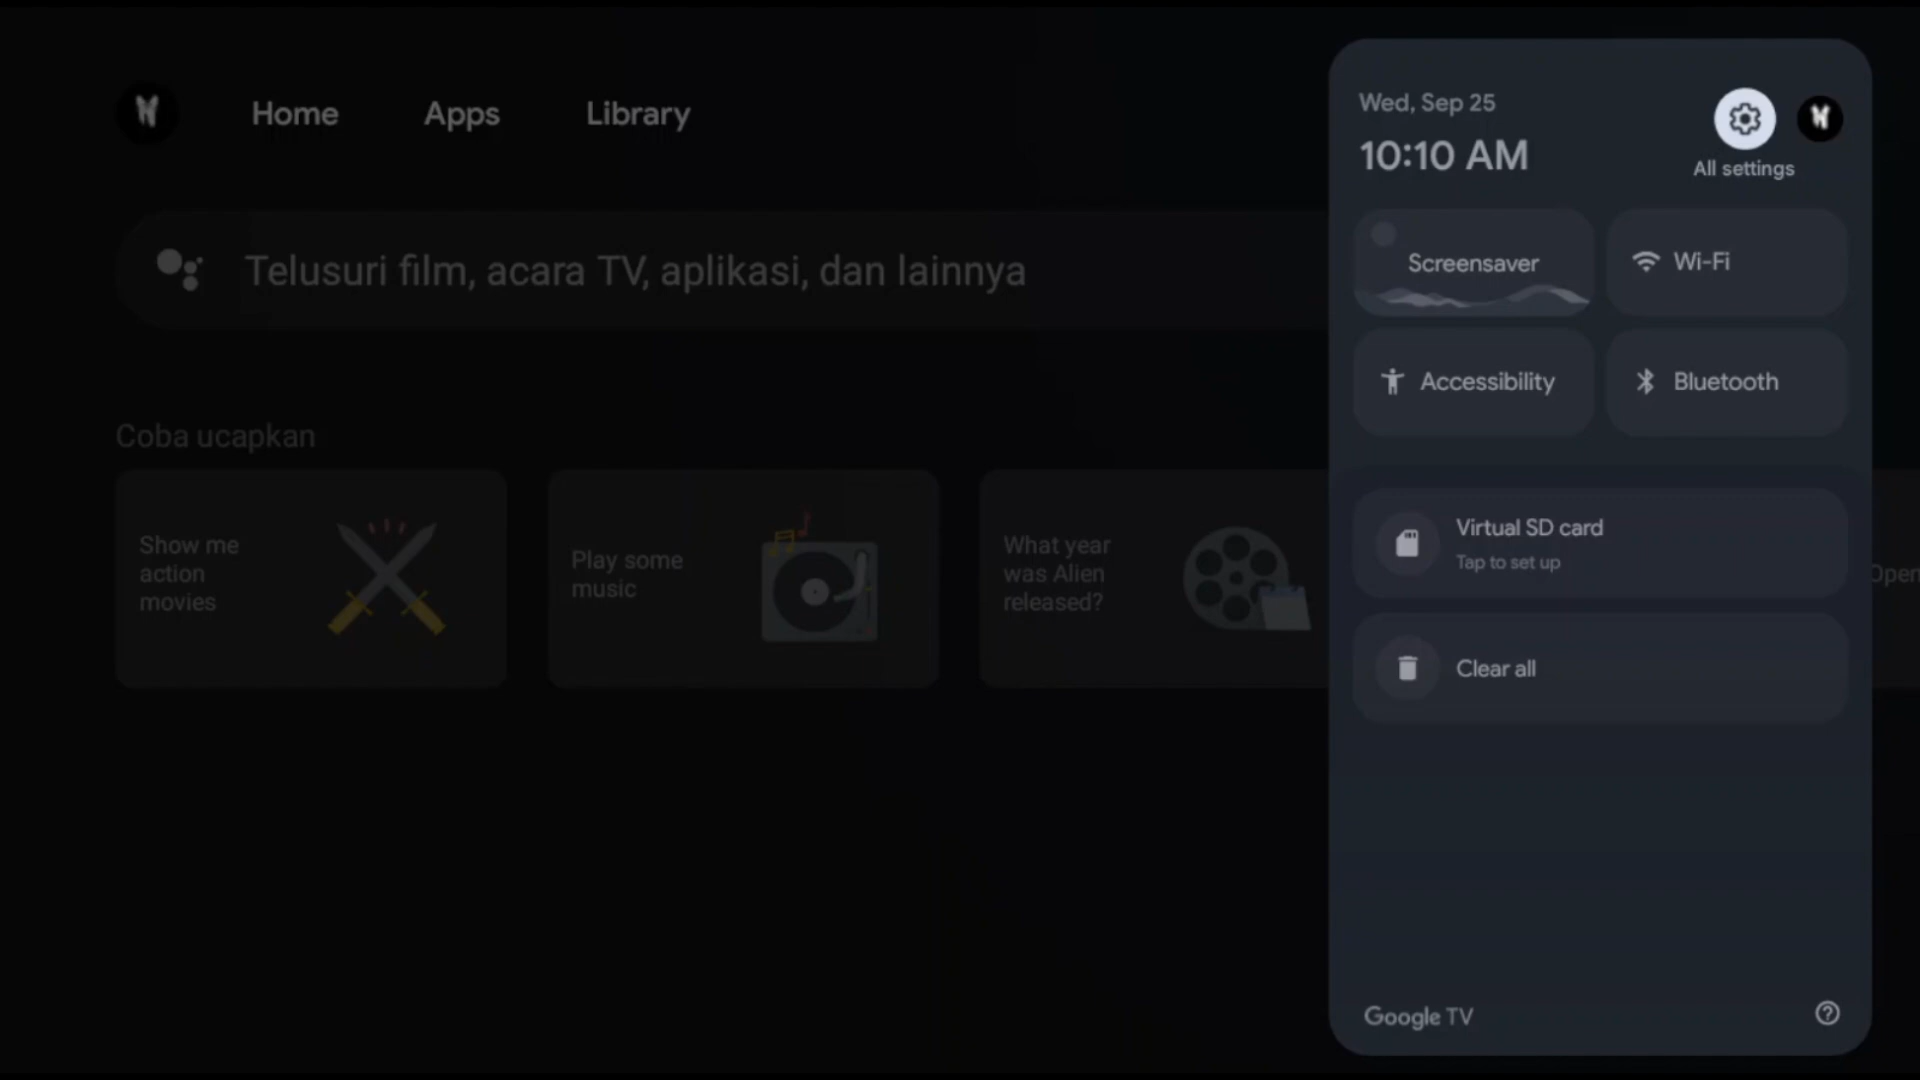 Home
Apps
Library
Telusuri film, acara TV, aplikasi, dan lainnya
Coba ucapkan
Show me
action
movies
Play some
music
What year
was Alien
released?
Open
Wed, Sep 25
10:10 AM
All settings
Screensaver
Wi-Fi
Accessibility
Bluetooth
Virtual SD card
Tap to set up
Clear all
Google TV